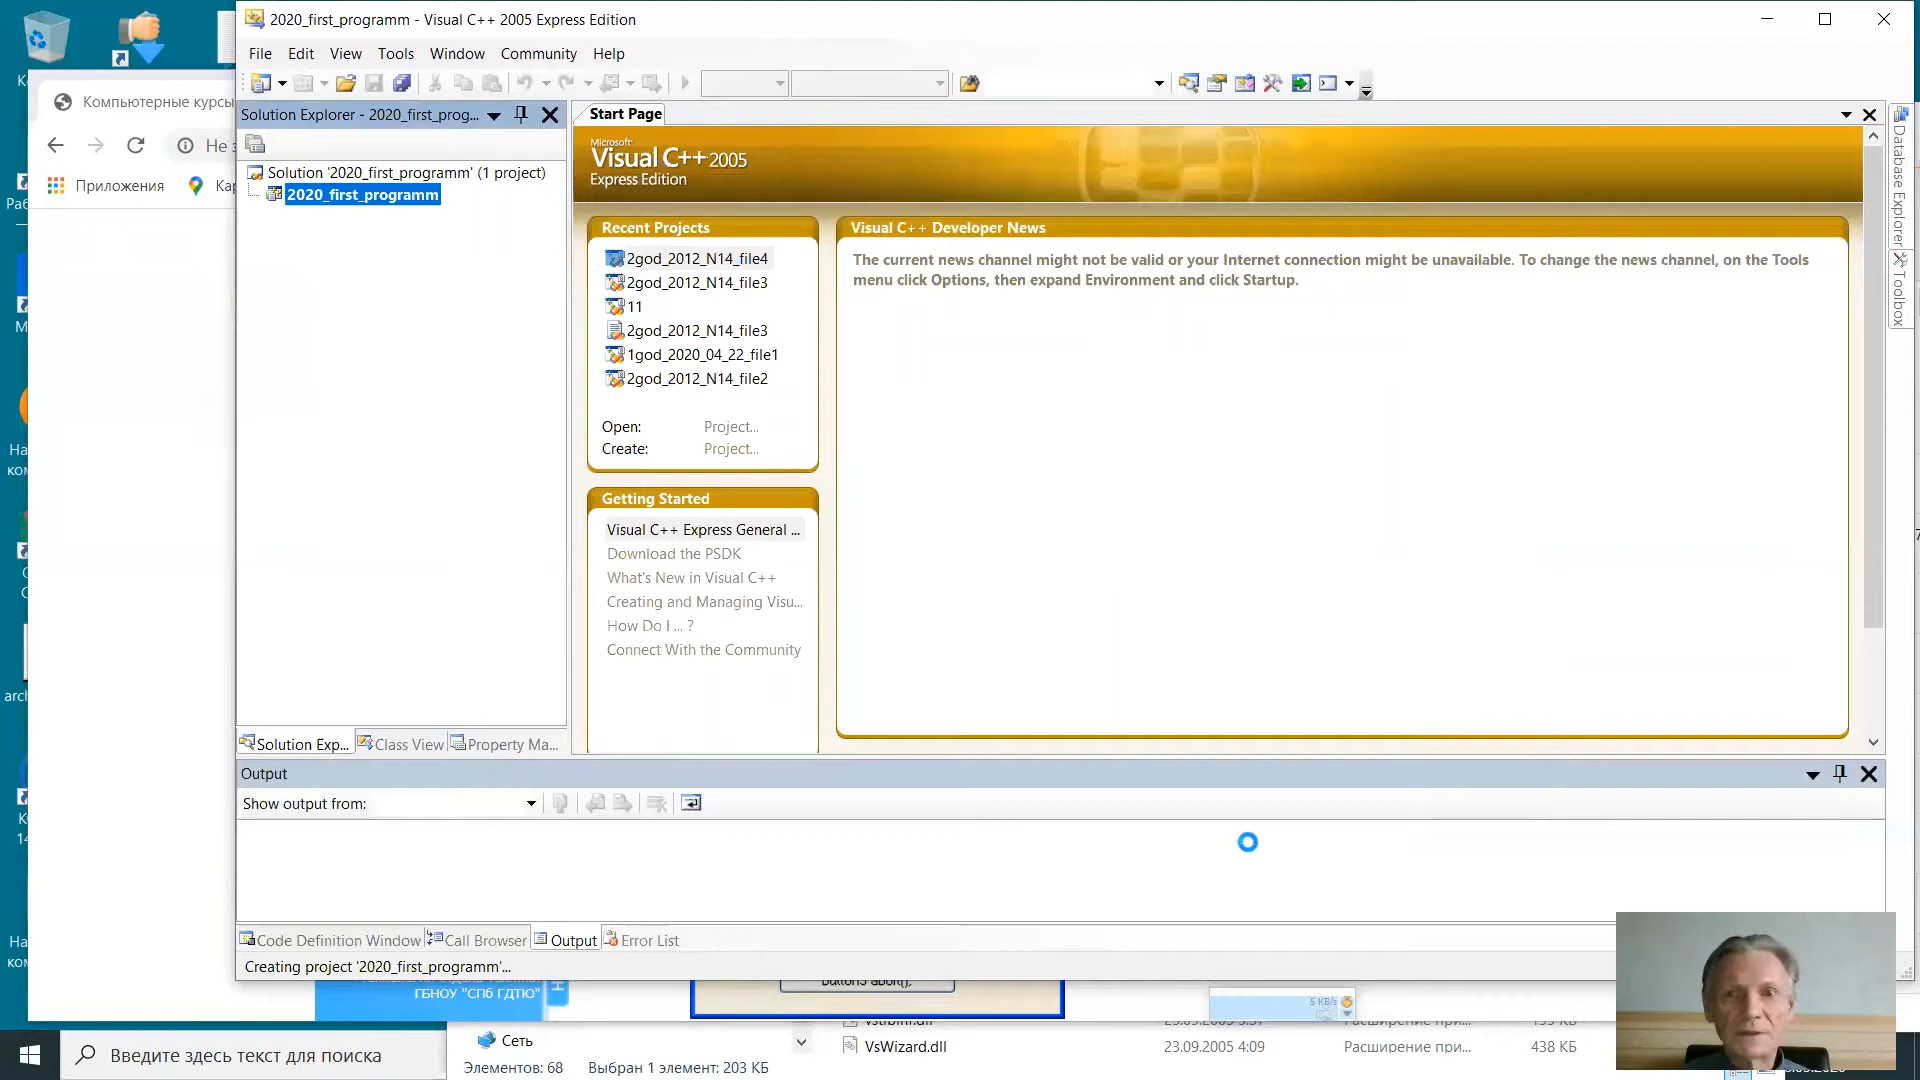 2020_first_programm - Visual C++ 2005 Express Edition
File Edit View Tools Window Community Help
Компьютерные курсы
Solution Explorer - 2020_first_prog...
Start Page
Не
Приложения
Solution '2020_first_programm' (1 project)
2020_first_programm
Microsoft
Visual C++ 2005
Express Edition
Database Explorer
Toolbox
Recent Projects
2god_2012_N14_file4
2god_2012_N14_file3
11
2god_2012_N14_file3
1god_2020_04_22_file1
2god_2012_N14_file2
Open: Project...
Create: Project...
Getting Started
Visual C++ Express General ...
Download the PSDK
What's New in Visual C++
Creating and Managing Visu...
How Do I ... ?
Connect With the Community
Visual C++ Developer News
The current news channel might not be valid or your Internet connection might be unavailable. To change the news channel, on the Tools
menu click Options, then expand Environment and click Startup.
Solution Exp... Class View Property Ma...
Output
Show output from:
Code Definition Window Call Browser Output Error List
Creating project '2020_first_programm'...
ГБНОУ "СПб ГДТЮ"
5 KB/s
Сеть
VsWizard.dll 23.09.2005 4:09 Расширение при... 438 КБ
Введите здесь текст для поиска
Элементов: 68 Выбран 1 элемент: 203 КБ